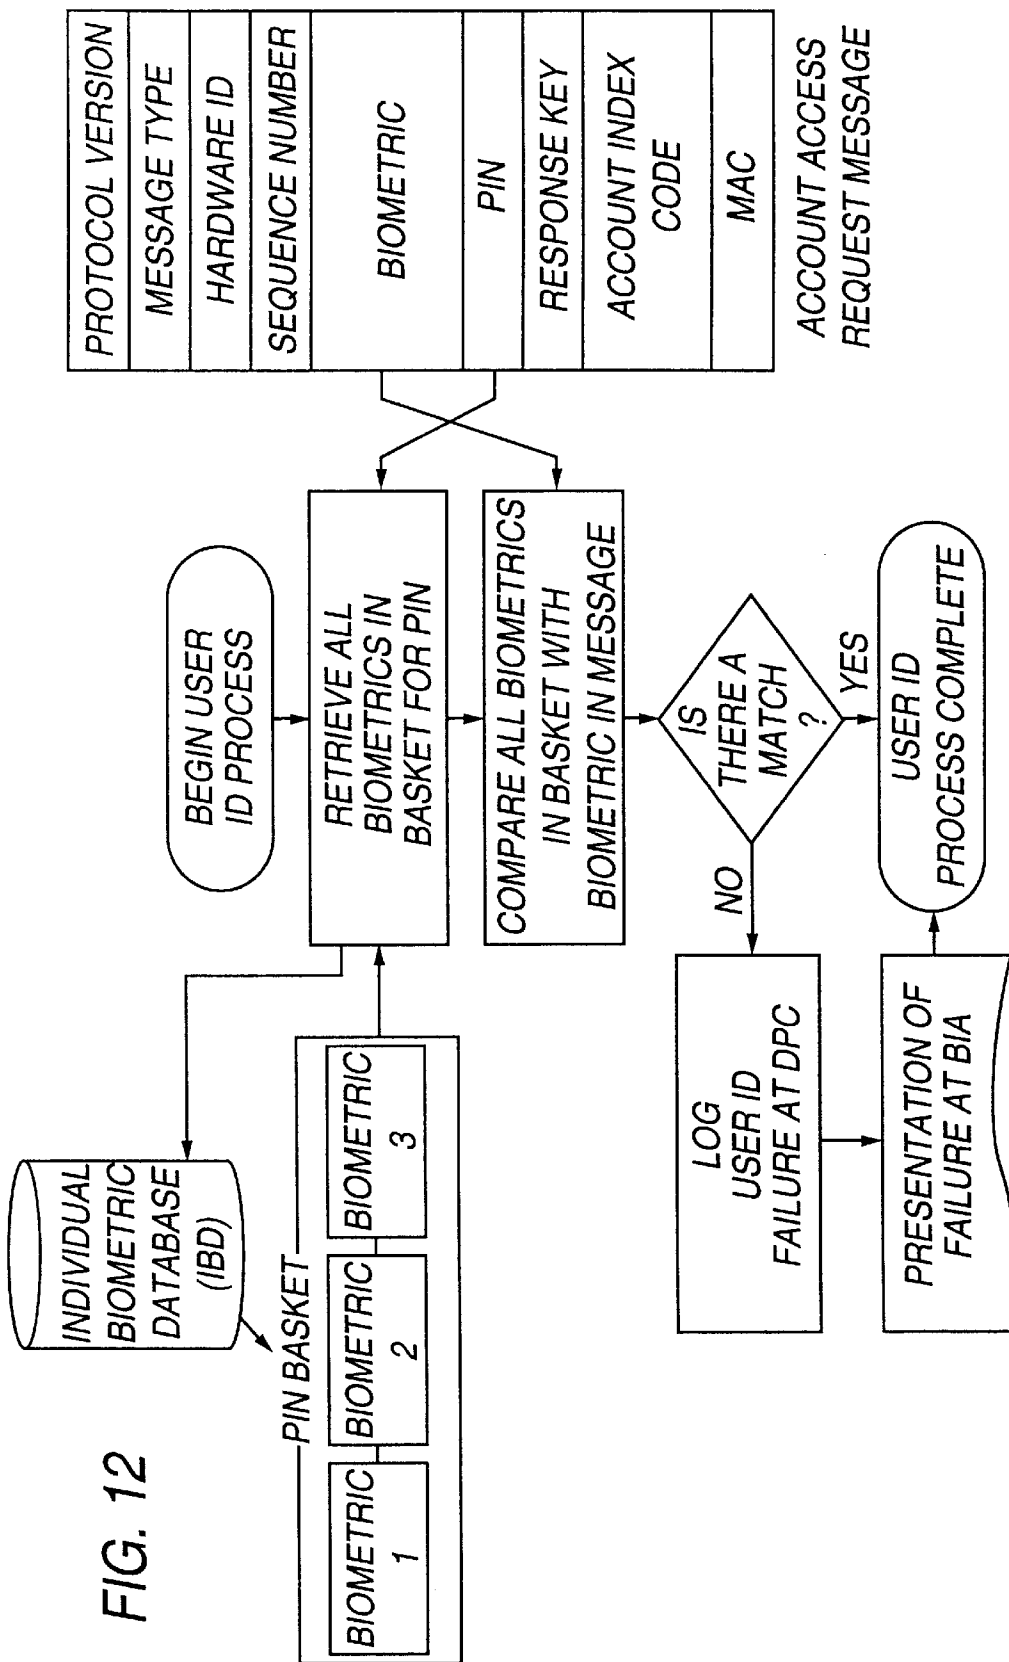 FIG. 12
INDIVIDUAL
BIOMETRIC
DATABASE
(IBD)
PIN BASKET
BIOMETRIC
1
BIOMETRIC
2
BIOMETRIC
3
BEGIN USER
ID PROCESS
RETRIEVE ALL
BIOMETRICS IN
BASKET FOR PIN
COMPARE ALL BIOMETRICS
IN BASKET WITH
BIOMETRIC IN MESSAGE
IS
THERE A
MATCH
?
NO
YES
LOG
USER ID
FAILURE AT DPC
PRESENTATION OF
FAILURE AT BIA
USER ID
PROCESS COMPLETE
PROTOCOL VERSION
MESSAGE TYPE
HARDWARE ID
SEQUENCE NUMBER
BIOMETRIC
PIN
RESPONSE KEY
ACCOUNT INDEX
CODE
MAC
ACCOUNT ACCESS
REQUEST MESSAGE